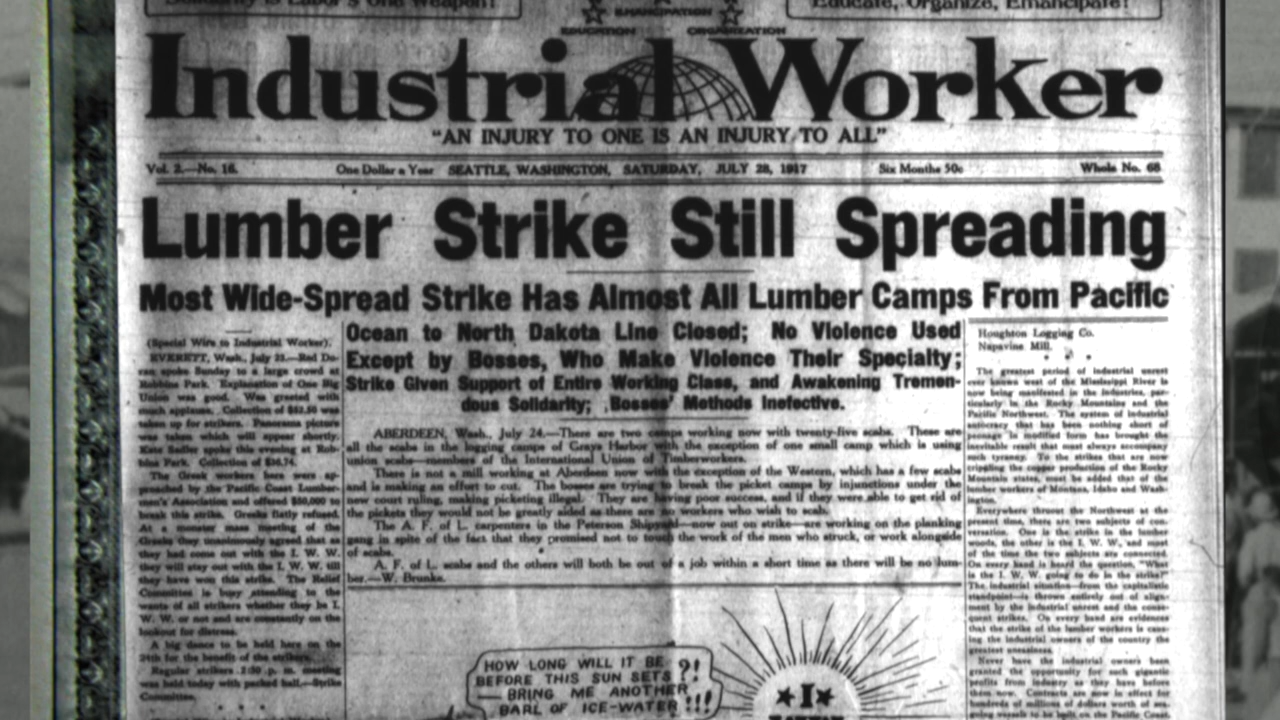 Solidarity is Labor's One Weapon!
Educate, Organize, Emancipate!
EMANCIPATION
EDUCATION ORGANIZATION
Industrial Worker
"AN INJURY TO ONE IS AN INJURY TO ALL"
Vol. 2.—No. 16. One Dollar a Year SEATTLE, WASHINGTON, SATURDAY, JULY 28, 1917 Six Months 50c Whole No. 68
Lumber Strike Still Spreading
Most Wide-Spread Strike Has Almost All Lumber Camps From Pacific
Ocean to North Dakota Line Closed; No Violence Used
Except by Bosses, Who Make Violence Their Specialty;
Strike Given Support of Entire Working Class, and Awakening Tremen-
dous Solidarity; Bosses' Methods Inefective.
(Special Wire to Industrial Worker).
EVERETT, Wash., July 23.—Red Do-
ran spoke Sunday to a large crowd at
Robbins Park. Explanation of One Big
Union was good. Was greeted with
much applause. Collection of $52.50 was
taken up for strikers. Panorama picture
was taken which will appear shortly.
Kate Sadler spoke this evening at Rob-
bins Park. Collection of $36.74.
The Greek workers here were ap-
proached by the Pacific Coast Lumber-
men's Association and offered $50,000 to
break this strike. Greeks flatly refused.
At a monster mass meeting of the
Greeks they unanimously agreed that as
they had come out with the I. W. W.
they will stay out with the I. W. W. till
they have won this strike. The Relief
Committee is busy attending to the
wants of all strikers whether they be I.
W. W. or not and are constantly on the
lookout for distress.
A big dance to be held here on the
24th for the benefit of the strikers.
Regular strikers 2:30 p. m. meeting
was held today with packed hall.—Strike
Committee.
ABERDEEN, Wash., July 24.—There are two camps working now with twenty-five scabs. These are
all the scabs in the logging camps of Grays Harbor with the exception of one small camp which is using
union scabs—members of the International Union of Timberworkers.
There is not a mill working at Aberdeen now with the exception of the Western, which has a few scabs
and is making an effort to cut. The bosses are trying to break the picket camps by injunctions under the
new court ruling, making picketing illegal. They are having poor success, and if they were able to get rid of
the pickets they would not be greatly aided as there are no workers who wish to scab.
The A. F. of L. carpenters in the Peterson Shipyard—now out on strike—are working on the planking
gang in spite of the fact that they promised not to touch the work of the men who struck, or work alongside
of scabs.
A. F. of L. scabs and the others will both be out of a job within a short time as there will be no lum-
ber.—W. Brunka.
HOW LONG WILL IT BE
BEFORE THIS SUN SETS ?!
— BRING ME ANOTHER
BARL OF ICE-WATER !!!
I
Houghton Logging Co.
Napavine Mill.
The greatest period of industrial unrest
ever known west of the Mississippi River is
now being manifested in the industries, par-
ticularly in the Rocky Mountains and the
Pacific Northwest. The system of industrial
autocracy that has been nothing short of
peonage in modified form has brought the
inevitable result that must always accompany
such tyranny. To the strikes that are now
crippling the copper production of the Rocky
Mountain states, must be added that of the
lumber workers of Montana, Idaho and Wash-
ington.
Everywhere thruout the Northwest at the
present time, there are two subjects of con-
versation. One is the strike in the lumber
woods, the other is the I. W. W., and most
of the time the two subjects are connected.
On every hand is heard the question, "What
is the I. W. W. going to do in the strike?"
The industrial situation—from the capitalistic
standpoint—is thrown entirely out of align-
ment by the industrial unrest and the conse-
quent strikes. On every hand are evidences
that the strike of the lumber workers is caus-
ing the industrial owners of the country the
greatest uneasiness.
Never have the industrial owners been
granted the opportunity for such gigantic
profits from industry as they have before
them now. Contracts are now in effect for
hundreds of millions of dollars worth of sea-
going vessels to be built on the Pacific Coast.